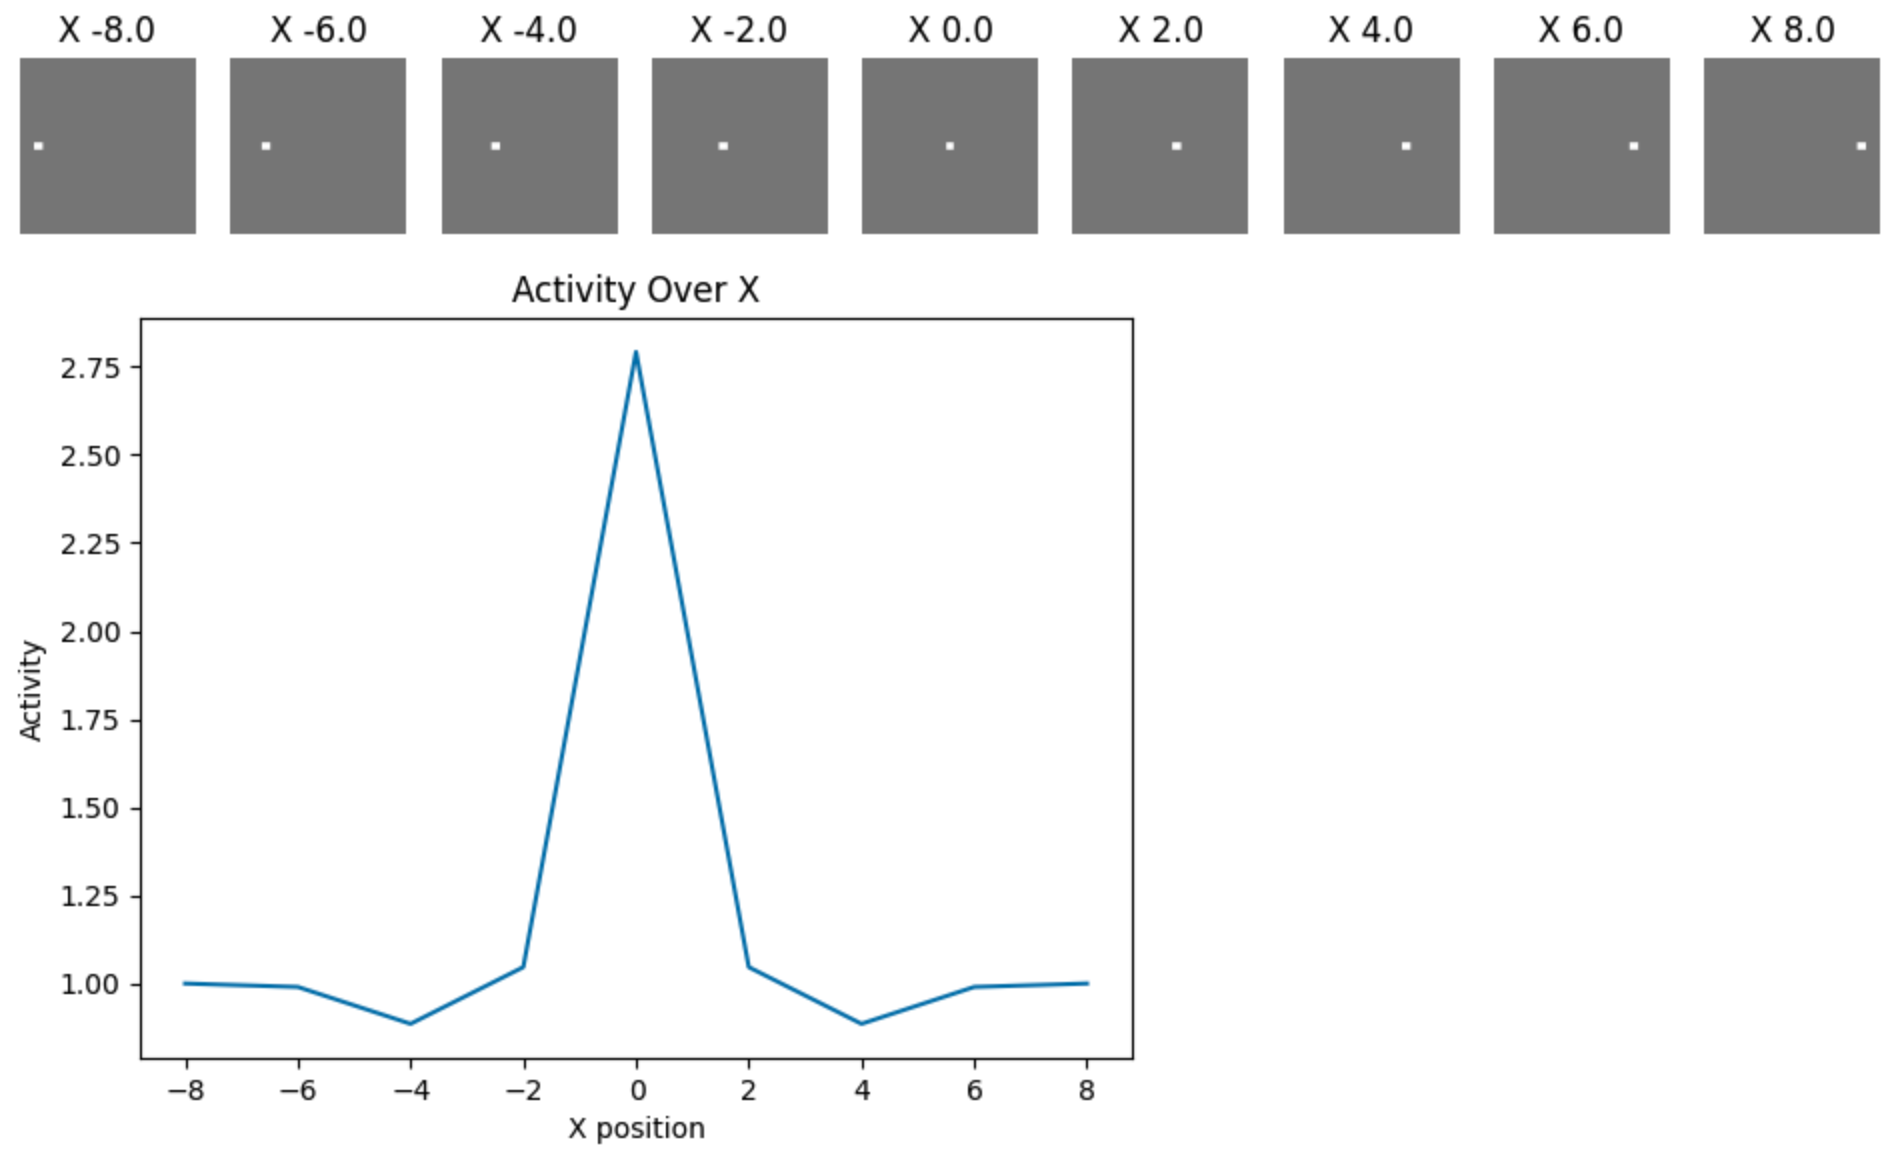 X -8.0 X -6.0 X -4.0 X -2.0 X 0.0 X 2.0 X 4.0 X 6.0 X 8.0
Activity Over X
2.75
2.50
2.25
2.00
1.75
1.50
1.25
1.00
Activity
−8 −6 −4 −2 0 2 4 6 8
X position